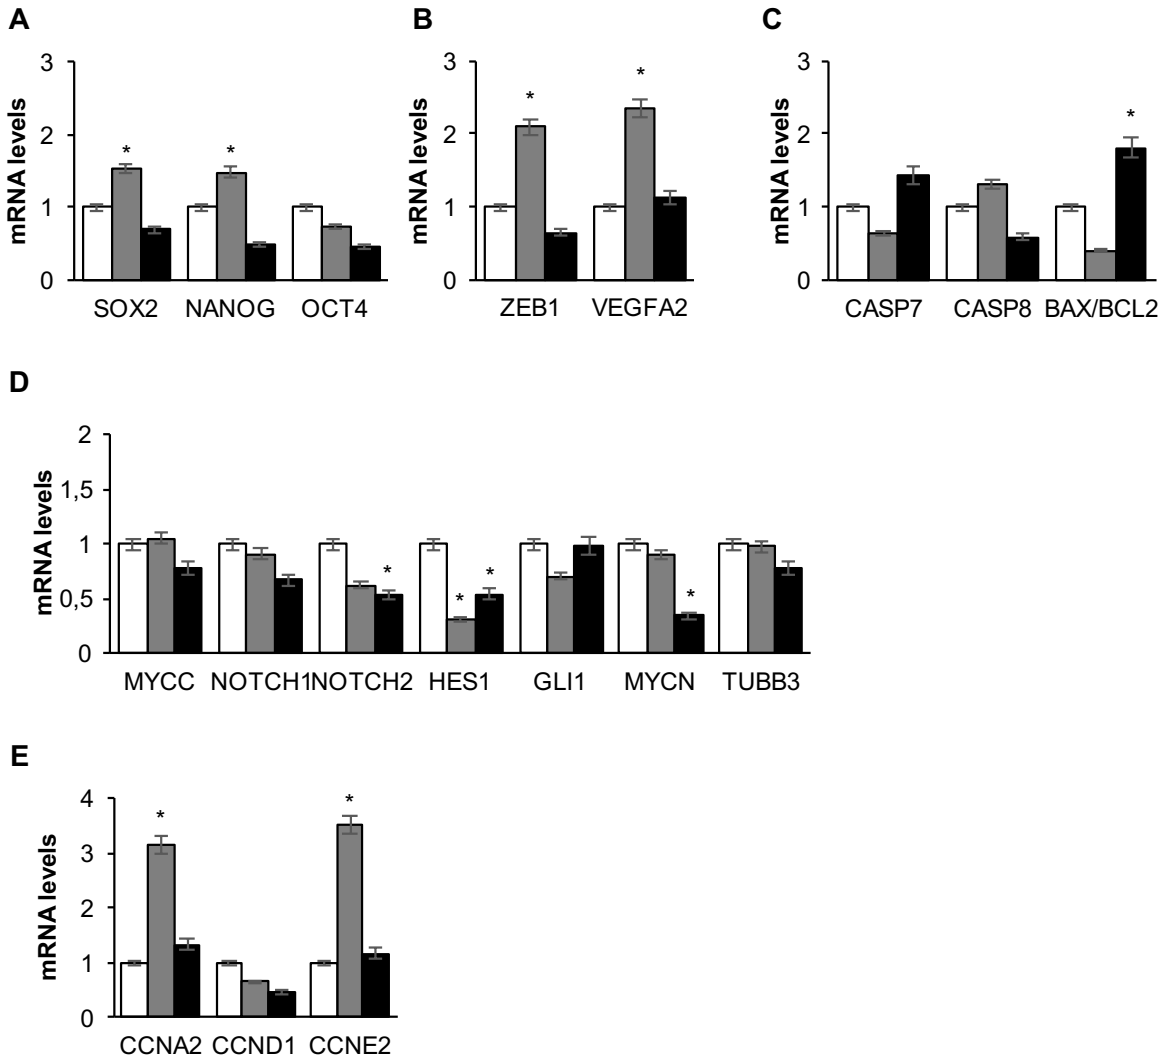 A
B
C
mRNA levels
3
2
1
0
*
*
SOX2 NANOG OCT4
mRNA levels
3
2
1
0
*
*
ZEB1 VEGFA2
mRNA levels
3
2
1
0
*
CASP7 CASP8 BAX/BCL2
D
mRNA levels
2
1,5
1
0,5
0
*
*
*
*
MYCC NOTCH1 NOTCH2 HES1 GLI1 MYCN TUBB3
E
mRNA levels
4
3
2
1
0
*
*
CCNA2 CCND1 CCNE2